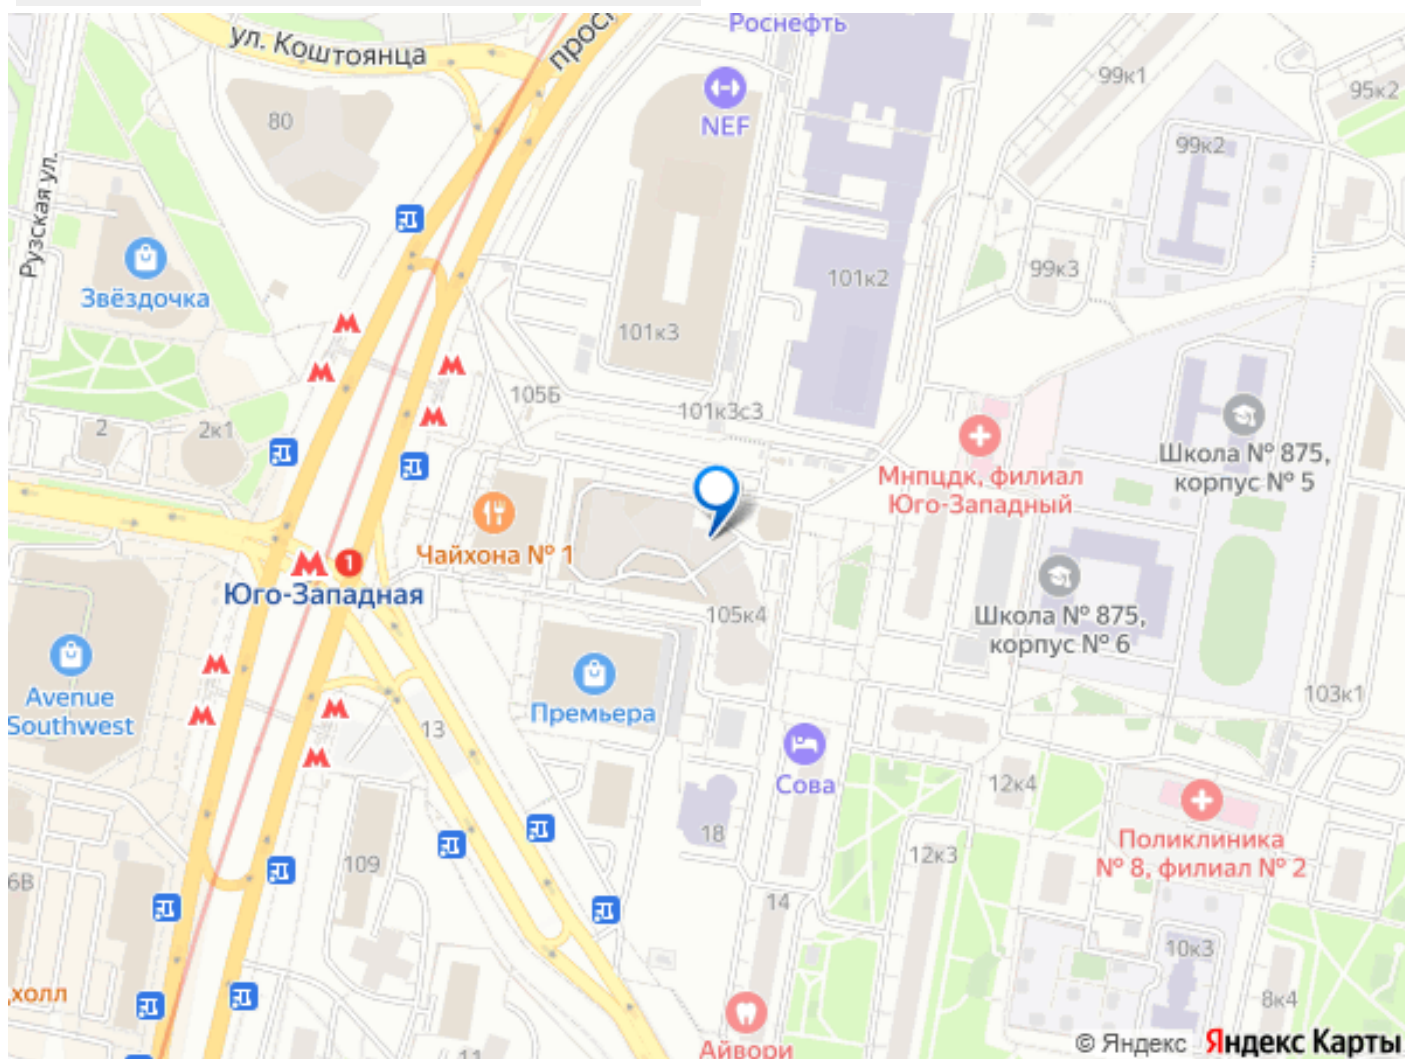 Роснефть
ул. Коштоянца
просп
99к1
95к2
NEF
80
99к2
Рузская ул.
99к3
101к2
Звёздочка
101к3
105Б
101к3с3
2
2к1
Школа № 875,
корпус № 5
Мнпцдк, филиал
Юго-Западный
Чайхона № 1
1
Юго-Западная
105к4
Школа № 875,
корпус № 6
Avenue
Southwest
Премьера
103к1
13
Сова
12к4
18
Поликлиника
№ 8, филиал № 2
12к3
109
6В
14
10к3
холл
8к4
Айвори
11
© Яндекс Яндекс Карты